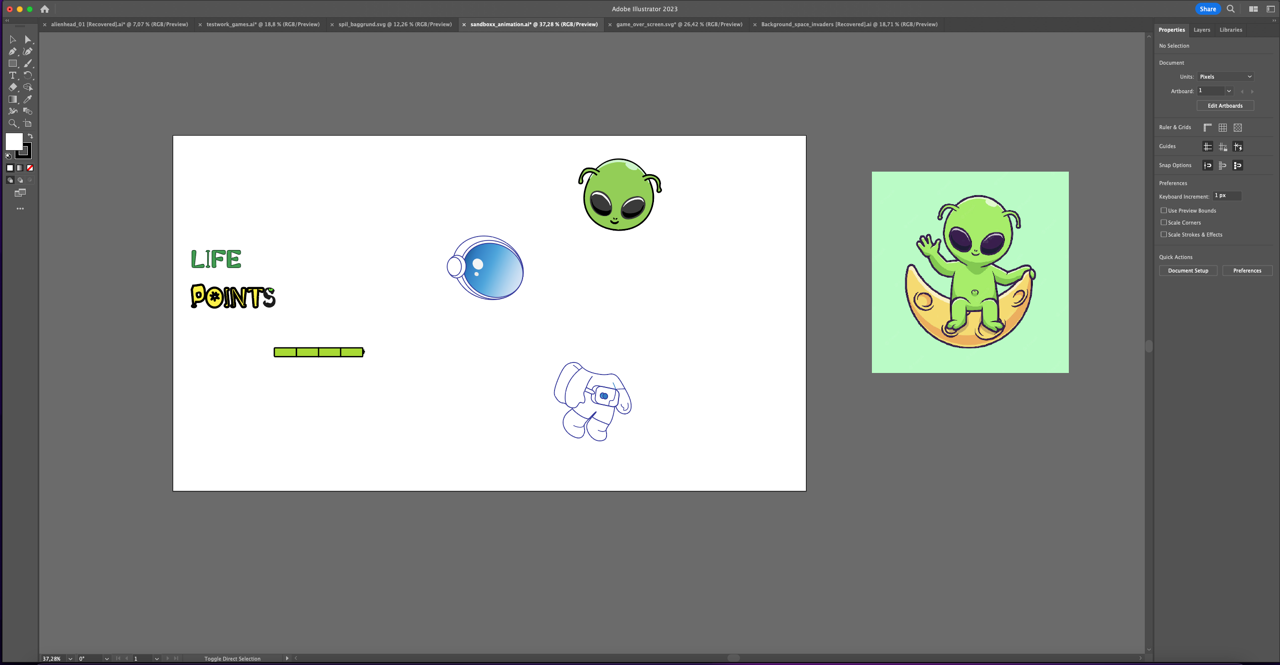 Adobe Illustrator 2023
Share
alienhead_01 [Recovered].ai* @ 7,07 % (RGB/Preview)
testwork_games.ai* @ 18,8 % (RGB/Preview)
spil_baggrund.svg @ 12,26 % (RGB/Preview)
sandboxx_animation.ai* @ 37,28 % (RGB/Preview)
game_over_screen.svg* @ 26,42 % (RGB/Preview)
Background_space_invaders [Recovered].ai @ 18,71 % (RGB/Preview)
Properties
Layers
Libraries
No Selection
Document
Units: Pixels
Artboard: 1
Edit Artboards
Ruler & Grids
Guides
Snap Options
Preferences
Keyboard Increment: 1 px
Use Preview Bounds
Scale Corners
Scale Strokes & Effects
Quick Actions
Document Setup
Preferences
LIFE
POINTS
37,28%
0°
1
Toggle Direct Selection